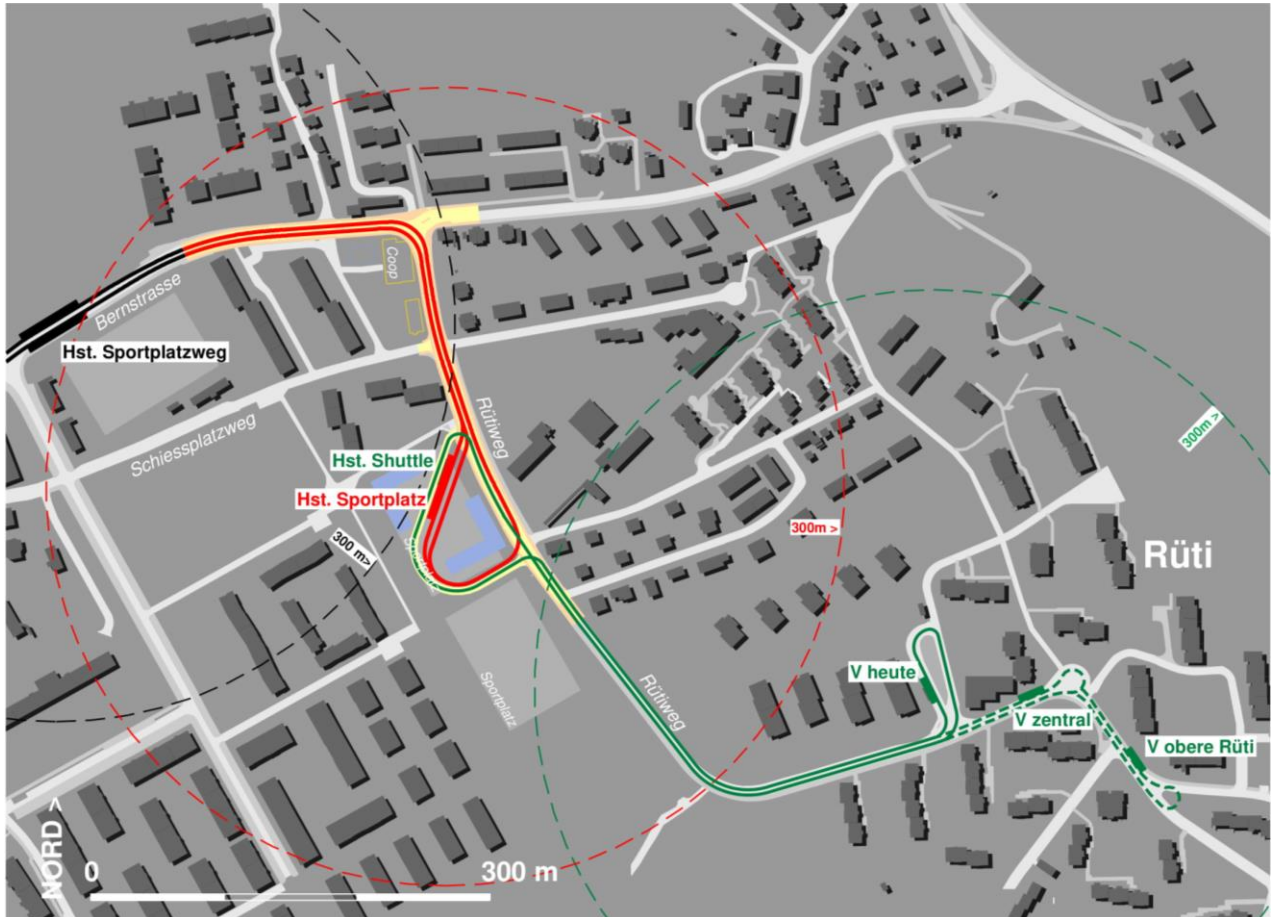 Coop
Bernstrasse
Hst. Sportplatzweg
Rütiweg
Schiessplatzweg
Hst. Shuttle
Hst. Sportplatz
300m >
300m >
300 m>
Rüti
Sportplatz
Rütiweg
V heute
V zentral
V obere Rüti
NORD >
0
300 m